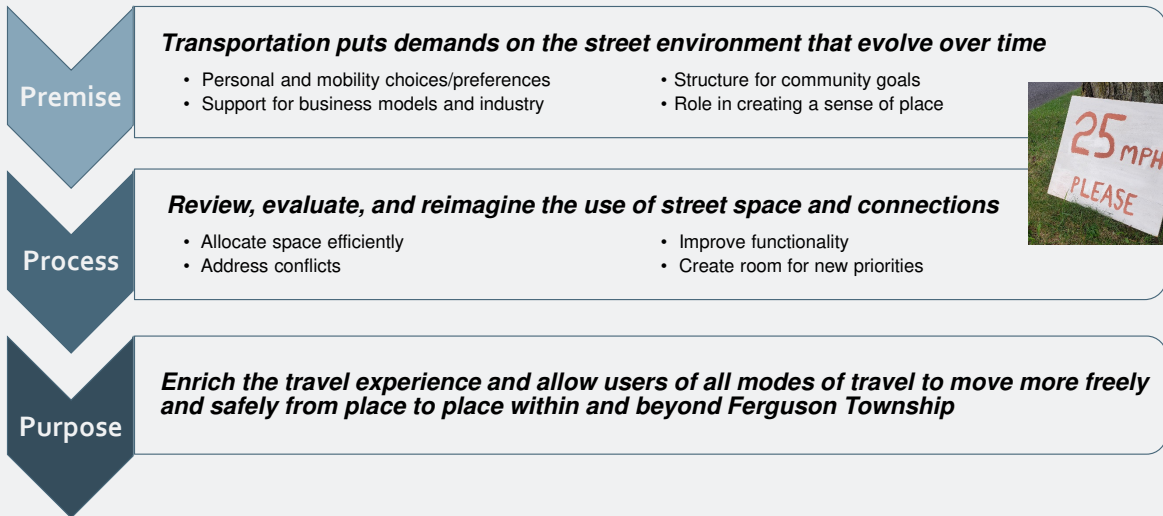 Premise
Transportation puts demands on the street environment that evolve over time
• Personal and mobility choices/preferences
• Support for business models and industry
• Structure for community goals
• Role in creating a sense of place
25 MPH
PLEASE
Process
Review, evaluate, and reimagine the use of street space and connections
• Allocate space efficiently
• Address conflicts
• Improve functionality
• Create room for new priorities
Purpose
Enrich the travel experience and allow users of all modes of travel to move more freely
and safely from place to place within and beyond Ferguson Township